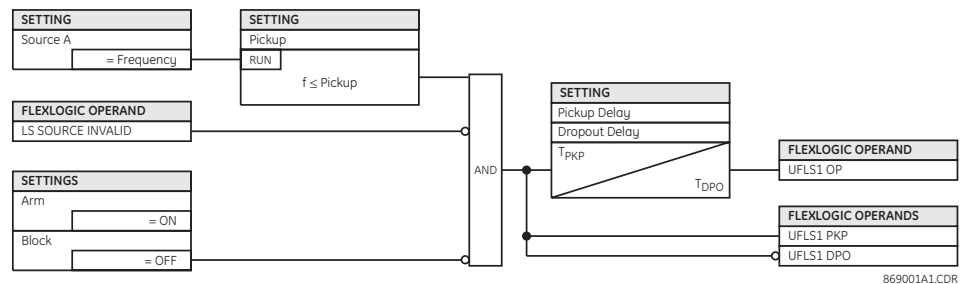 SETTING
Source A
= Frequency
SETTING
Pickup
RUN
f ≤ Pickup
FLEXLOGIC OPERAND
LS SOURCE INVALID
SETTINGS
Arm
= ON
Block
= OFF
AND
SETTING
Pickup Delay
Dropout Delay
TPKP
TDPO
FLEXLOGIC OPERAND
UFLS1 OP
FLEXLOGIC OPERANDS
UFLS1 PKP
UFLS1 DPO
869001A1.CDR